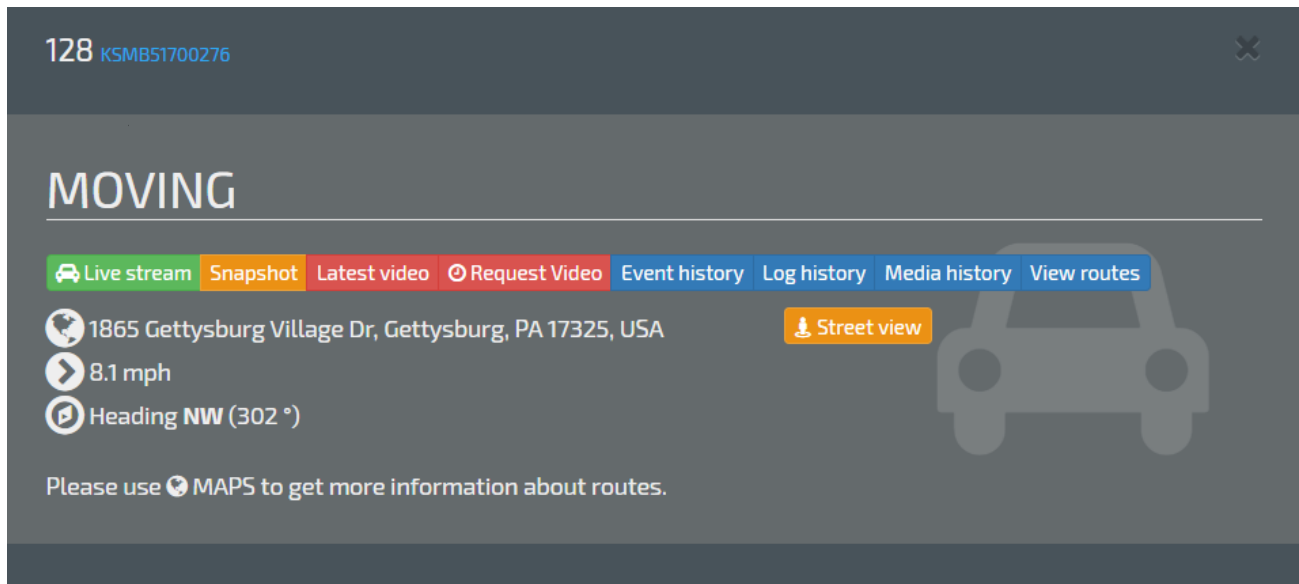 128 KSMB51700276
MOVING
Live stream Snapshot Latest video Request Video Event history Log history Media history View routes
1865 Gettysburg Village Dr, Gettysburg, PA 17325, USA Street view
8.1 mph
Heading NW (302 °)
Please use MAPS to get more information about routes.